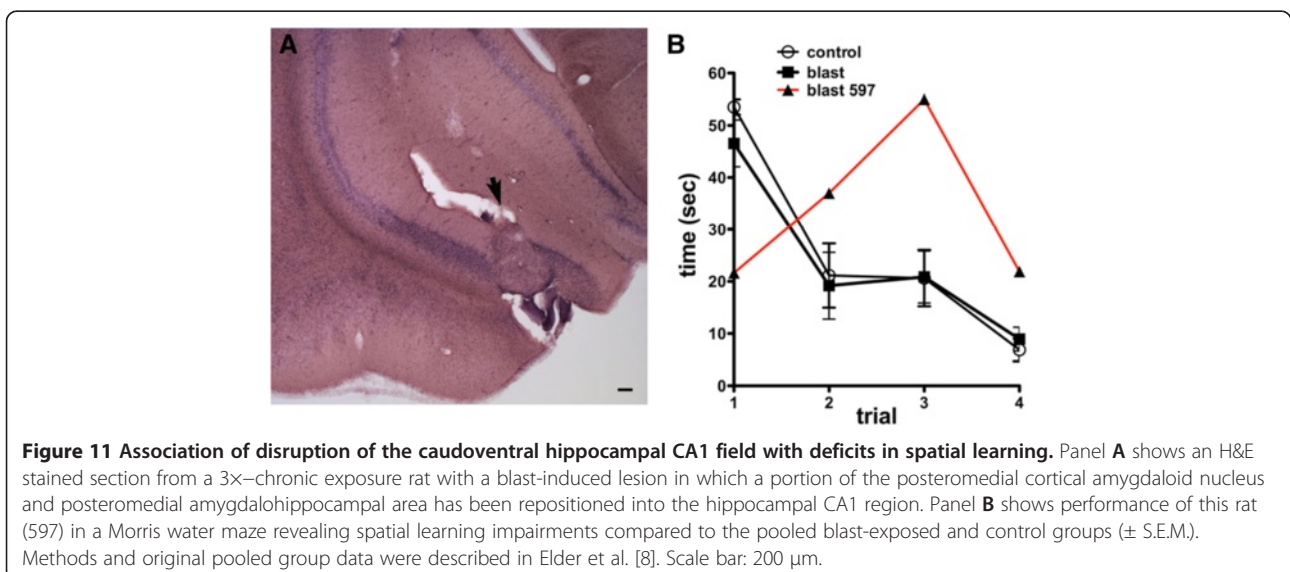 A
B
control
blast
blast 597
60
50
40
30
20
10
0
time (sec)
1 2 3 4
trial
Figure 11 Association of disruption of the caudoventral hippocampal CA1 field with deficits in spatial learning. Panel A shows an H&E
stained section from a 3×−chronic exposure rat with a blast-induced lesion in which a portion of the posteromedial cortical amygdaloid nucleus
and posteromedial amygdalohippocampal area has been repositioned into the hippocampal CA1 region. Panel B shows performance of this rat
(597) in a Morris water maze revealing spatial learning impairments compared to the pooled blast-exposed and control groups (± S.E.M.).
Methods and original pooled group data were described in Elder et al. [8]. Scale bar: 200 μm.